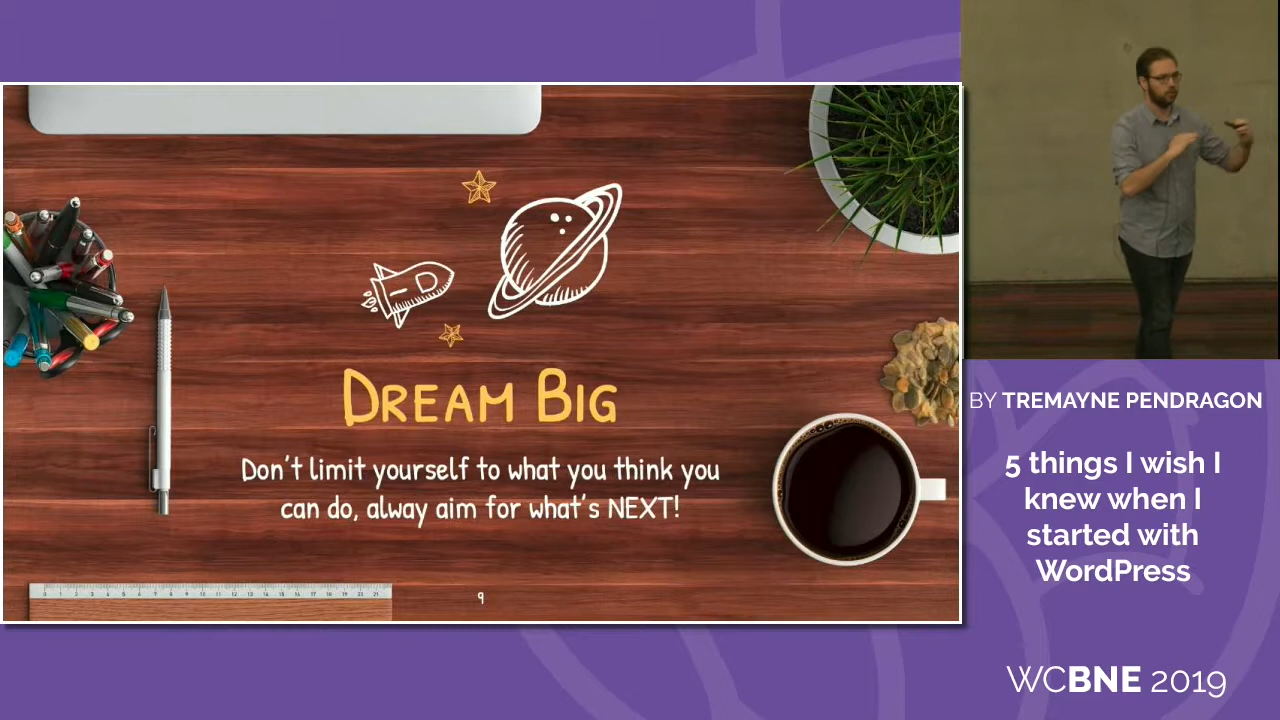 Dream Big
Don't limit yourself to what you think you
can do, alway aim for what's NEXT!
9
BY TREMAYNE PENDRAGON
5 things I wish I
knew when I
started with
WordPress
WCBNE 2019